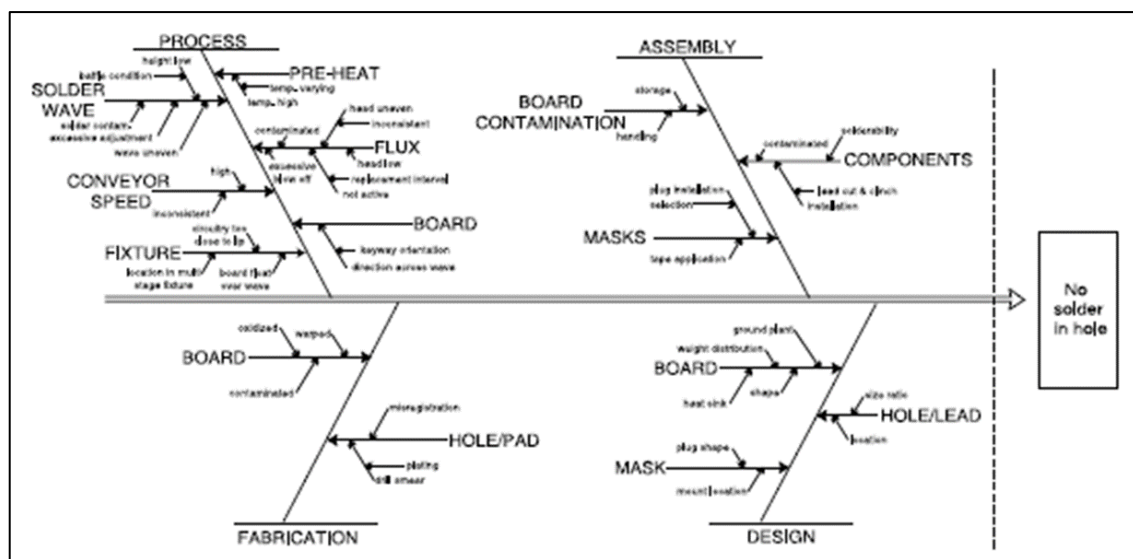 PROCESS
height low
baffle condition
PRE-HEAT
temp. varying
temp. high
SOLDER
WAVE
solder contam.
excessive adjustment
wave uneven
head uneven
inconsistent
contaminated
FLUX
excessive
blow off
head low
replacement interval
not active
CONVEYOR
SPEED
high
inconsistent
BOARD
keyway orientation
direction across wave
circuitry too
close to lip
FIXTURE
location in multi
stage fixture
board float
over wave
ASSEMBLY
storage
BOARD
CONTAMINATION
handling
solderability
contaminated
COMPONENTS
lead cut & clinch
installation
plug installation
selection
MASKS
tape application
No
solder
in hole
oxidized
warped
BOARD
contaminated
misregistration
HOLE/PAD
plating
drill smear
FABRICATION
ground plant
weight distribution
BOARD
heat sink
shape
size ratio
HOLE/LEAD
location
plug shape
MASK
mount location
DESIGN